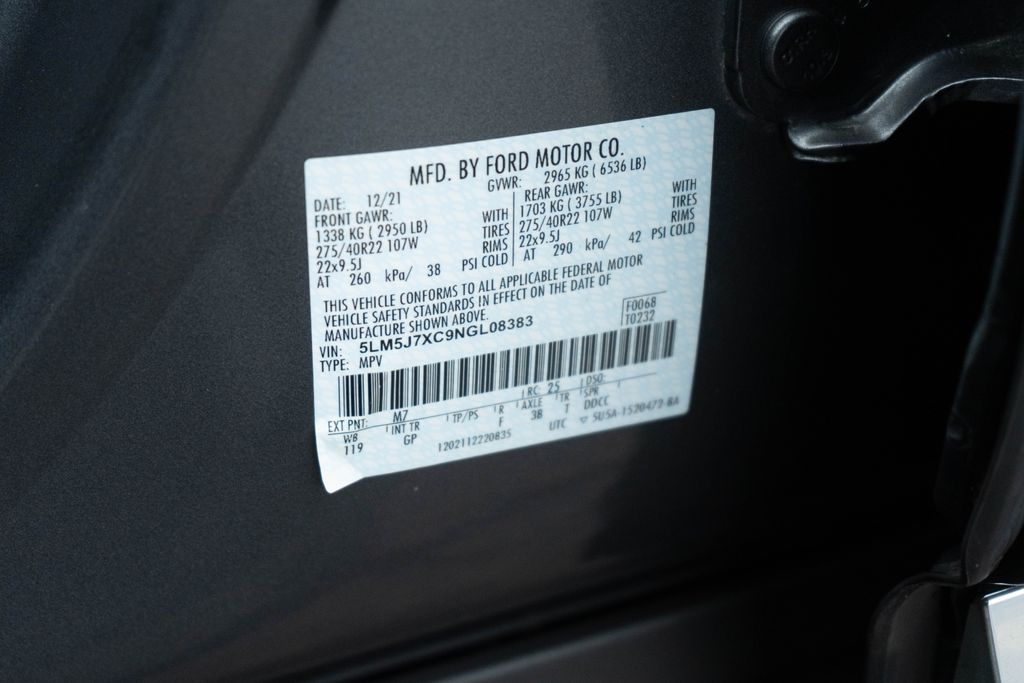 MFD. BY FORD MOTOR CO.
DATE: 12/21 GVWR: 2965 KG ( 6536 LB)
FRONT GAWR: REAR GAWR:
1338 KG ( 2950 LB) WITH 1703 KG ( 3755 LB) WITH
275/40R22 107W TIRES 275/40R22 107W TIRES
22x9.5J RIMS 22x9.5J RIMS
AT 260 kPa/ 38 PSI COLD AT 290 kPa/ 42 PSI COLD
THIS VEHICLE CONFORMS TO ALL APPLICABLE FEDERAL MOTOR
VEHICLE SAFETY STANDARDS IN EFFECT ON THE DATE OF
MANUFACTURE SHOWN ABOVE.
F0068
T0232
VIN: 5LM5J7XC9NGL08383
TYPE: MPV
RC: 25 DSO:
EXT PNT: M7
WB INT TR TP/PS R AXLE TR SPR
119 GP F 3B T DDCC
1202112220835 UTC ▽ 5U5A-1520472-BA